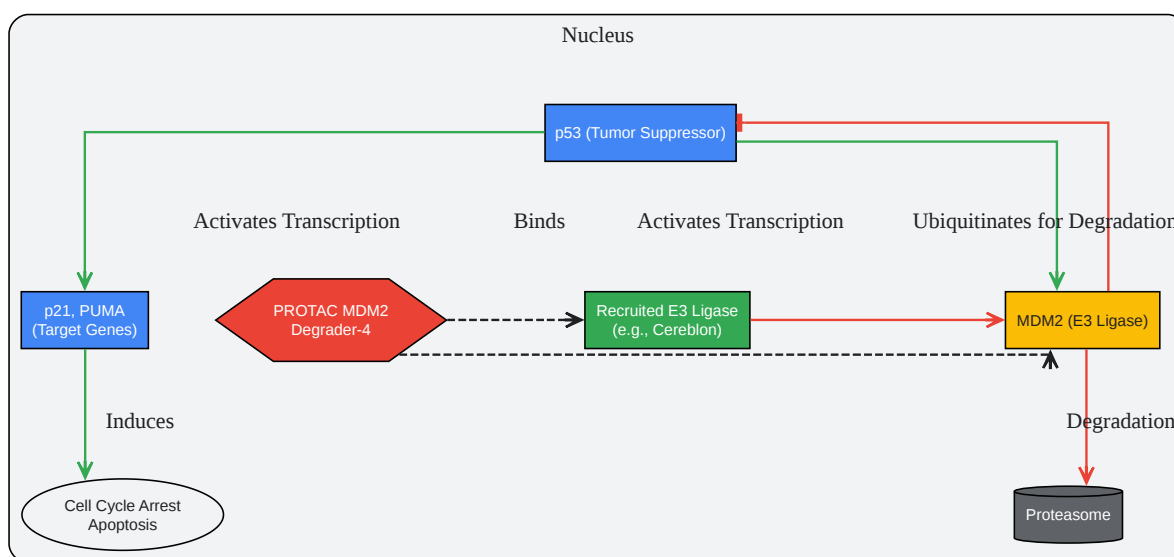 Nucleus
p53 (Tumor Suppressor)
Activates Transcription
Binds
Activates Transcription
Ubiquitinates for Degradation
p21, PUMA
(Target Genes)
PROTAC MDM2
Degrader-4
Recruited E3 Ligase
(e.g., Cereblon)
MDM2 (E3 Ligase)
Induces
Degradation
Cell Cycle Arrest
Apoptosis
Proteasome